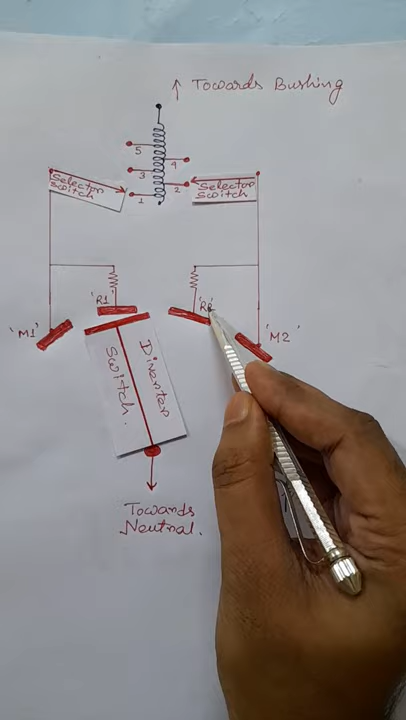 ↑ Towards Bushing
5
4
3
2
1
Selector
switch
Selector
switch
'R1'
'R2'
'M1'
'M2'
Diverter
Switch.
Towards
Neutral.